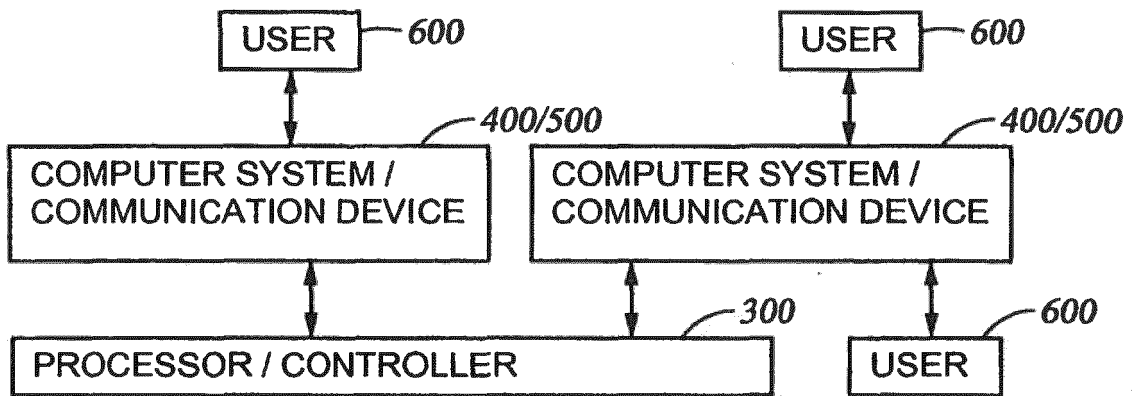 USER 600 USER 600
400/500 400/500
COMPUTER SYSTEM / COMPUTER SYSTEM /
COMMUNICATION DEVICE COMMUNICATION DEVICE
300 600
PROCESSOR / CONTROLLER USER